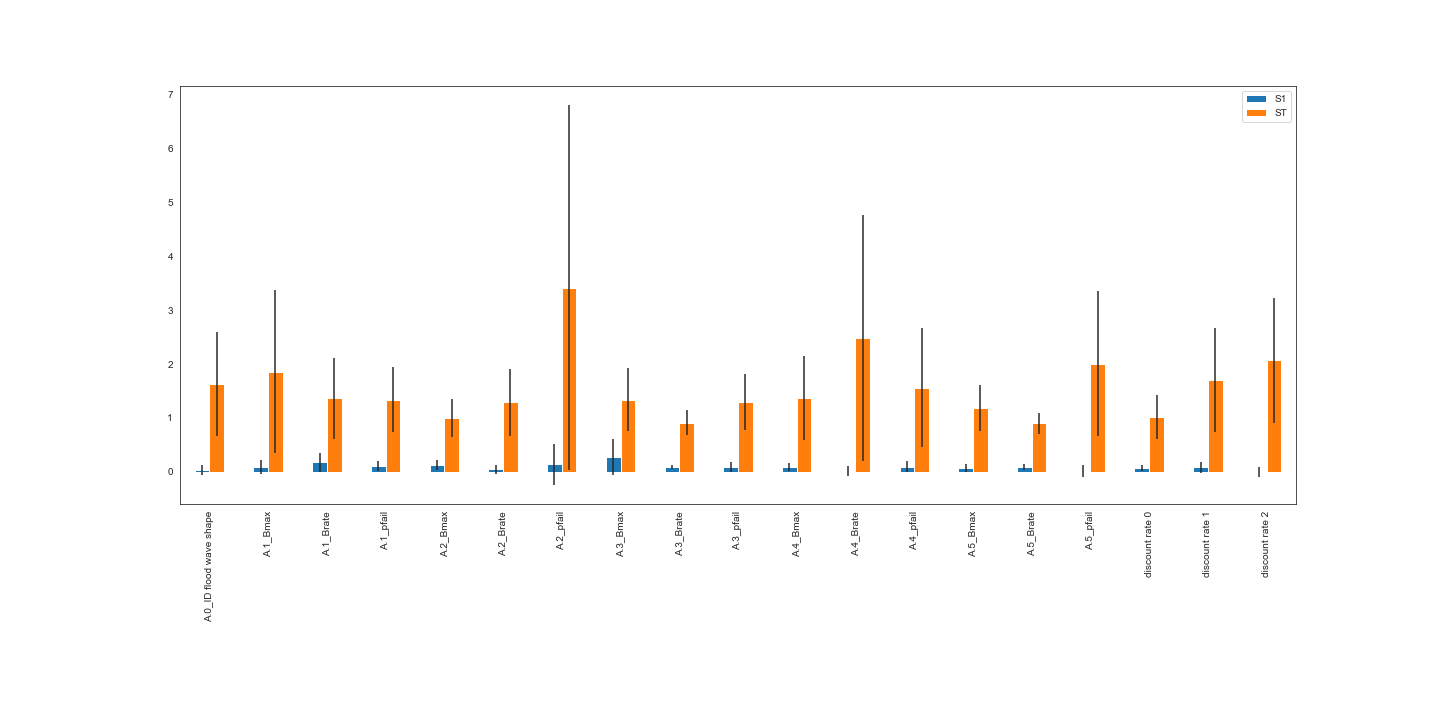 7
6
5
4
3
2
1
0
S1
ST
A.0_ID flood wave shape
A.1_Bmax
A.1_Brate
A.1_pfail
A.2_Bmax
A.2_Brate
A.2_pfail
A.3_Bmax
A.3_Brate
A.3_pfail
A.4_Bmax
A.4_Brate
A.4_pfail
A.5_Bmax
A.5_Brate
A.5_pfail
discount rate 0
discount rate 1
discount rate 2